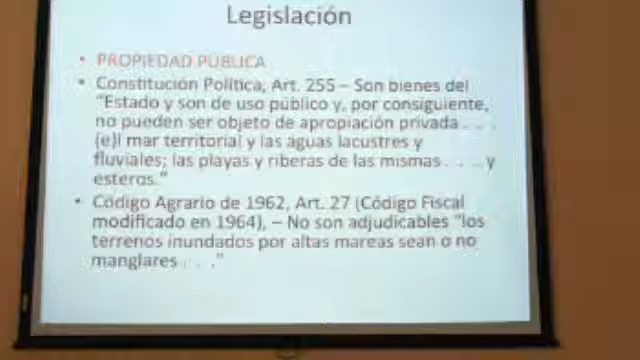 Legislación
• PROPIEDAD PUBLICA
• Constitución Política, Art. 255 – Son bienes del
"Estado y son de uso público y, por consiguiente,
no pueden ser objeto de apropiación privada . . .
(e)l mar territorial y las aguas lacustres y
fluviales; las playas y riberas de las mismas . . . y
esteros."
• Código Agrario de 1962, Art. 27 (Código Fiscal
modificado en 1964), – No son adjudicables "los
terrenos inundados por altas mareas sean o no
manglares . . ."